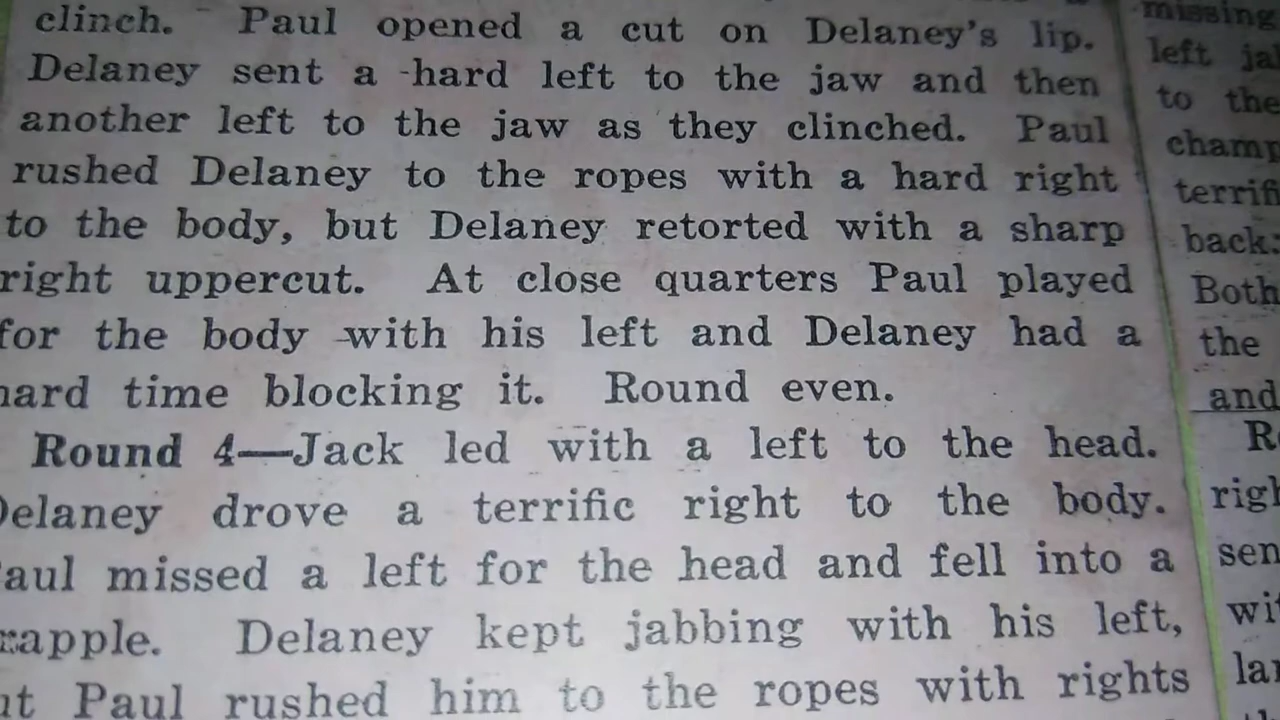 clinch. Paul opened a cut on Delaney's lip.
Delaney sent a hard left to the jaw and then
another left to the jaw as they clinched. Paul
rushed Delaney to the ropes with a hard right
to the body, but Delaney retorted with a sharp
right uppercut. At close quarters Paul played
for the body with his left and Delaney had a
hard time blocking it. Round even.
Round 4—Jack led with a left to the head.
Delaney drove a terrific right to the body.
Paul missed a left for the head and fell into a
Delaney kept jabbing with his left,
Paul rushed him to the ropes with rights
missing
left
to the
Both
the
and